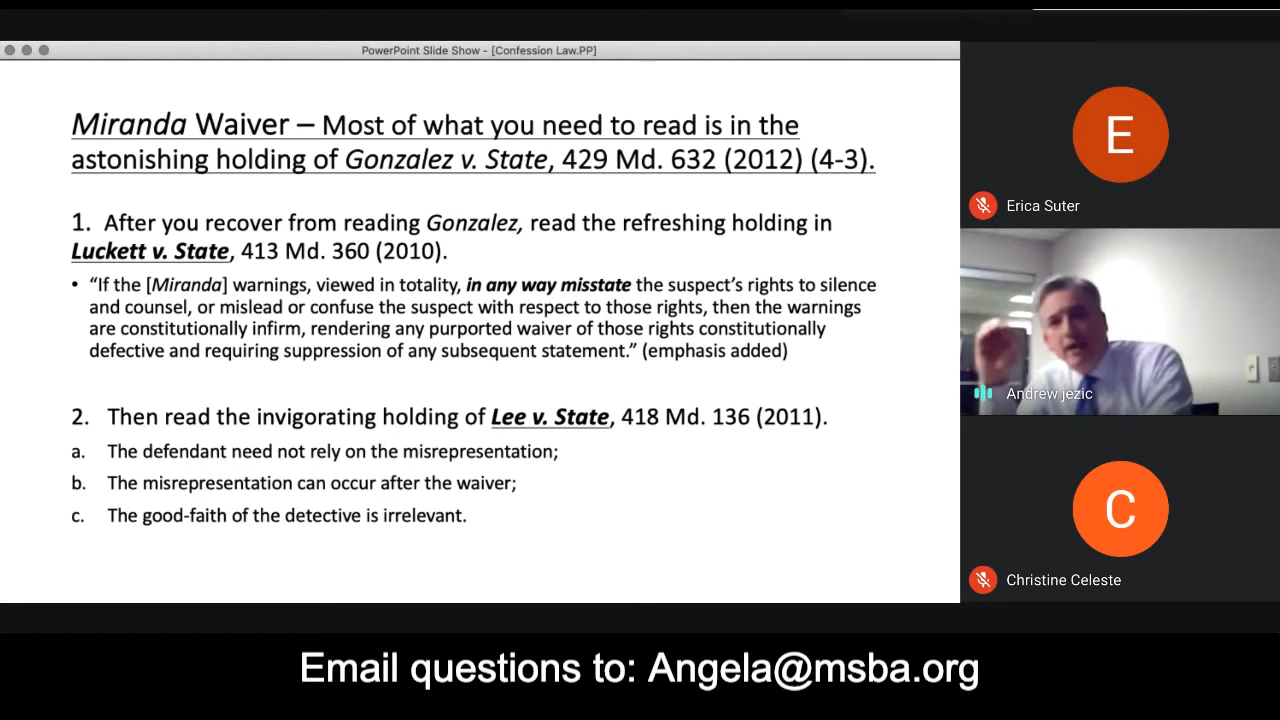 PowerPoint Slide Show - [Confession Law.PP]
Miranda Waiver – Most of what you need to read is in the
astonishing holding of Gonzalez v. State, 429 Md. 632 (2012) (4-3).
1. After you recover from reading Gonzalez, read the refreshing holding in
Luckett v. State, 413 Md. 360 (2010).
• “If the [Miranda] warnings, viewed in totality, in any way misstate the suspect’s rights to silence
and counsel, or mislead or confuse the suspect with respect to those rights, then the warnings
are constitutionally infirm, rendering any purported waiver of those rights constitutionally
defective and requiring suppression of any subsequent statement.” (emphasis added)
2. Then read the invigorating holding of Lee v. State, 418 Md. 136 (2011).
a. The defendant need not rely on the misrepresentation;
b. The misrepresentation can occur after the waiver;
c. The good-faith of the detective is irrelevant.
E
Erica Suter
Andrew jezic
C
Christine Celeste
Email questions to: Angela@msba.org